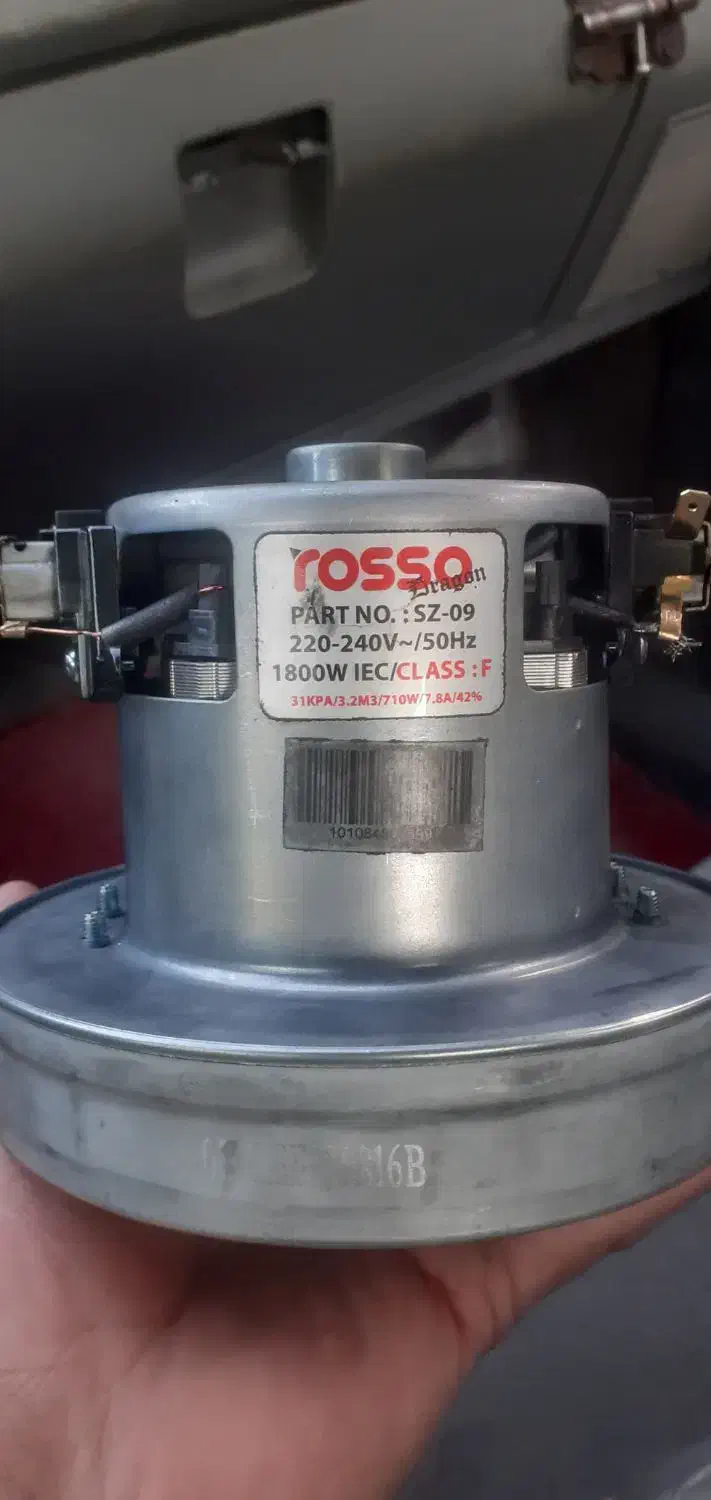 rosso
Dragon
PART NO. : SZ-09
220-240V~/50Hz
1800W IEC/CLASS : F
31KPA/3.2M3/710W/7.8A/42%